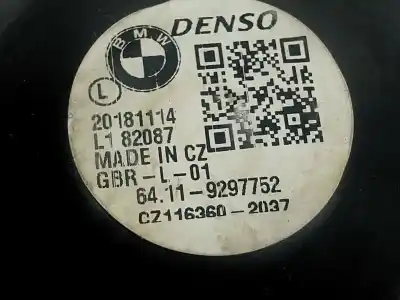 BMW
DENSO
L
20181114
L1 82087
MADE IN CZ
GBR-L-01
64.11-9297752
CZ116360-2037